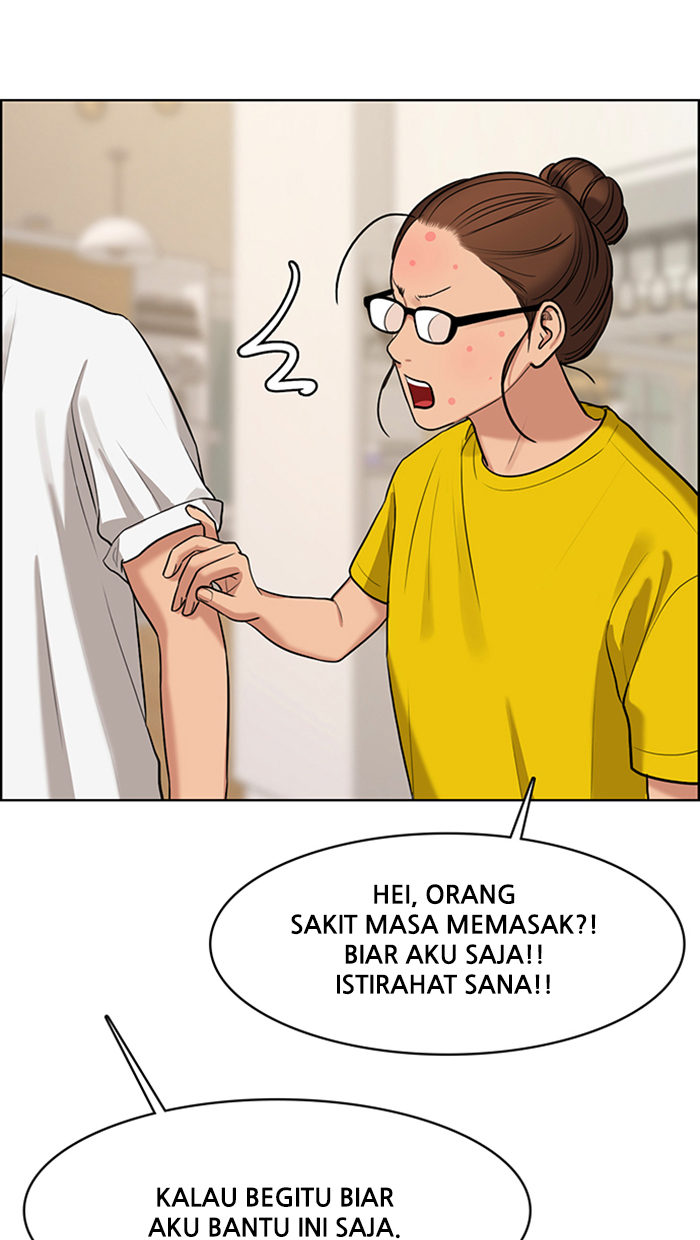 HEI, ORANG
SAKIT MASA MEMASAK?!
BIAR AKU SAJA!!
ISTIRAHAT SANA!!
KALAU BEGITU BIAR
AKU BANTU INI SAJA.